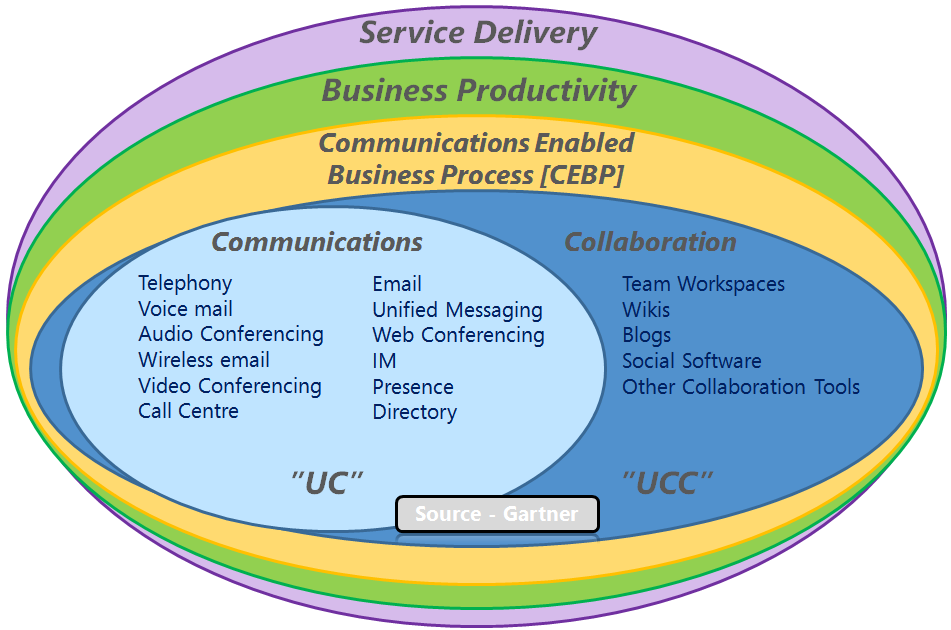 Service Delivery
Business Productivity
Communications Enabled
Business Process [CEBP]
Communications
Telephony
Voice mail
Audio Conferencing
Wireless email
Video Conferencing
Call Centre
Email
Unified Messaging
Web Conferencing
IM
Presence
Directory
"UC"
Collaboration
Team Workspaces
Wikis
Blogs
Social Software
Other Collaboration Tools
"UCC"
Source - Gartner